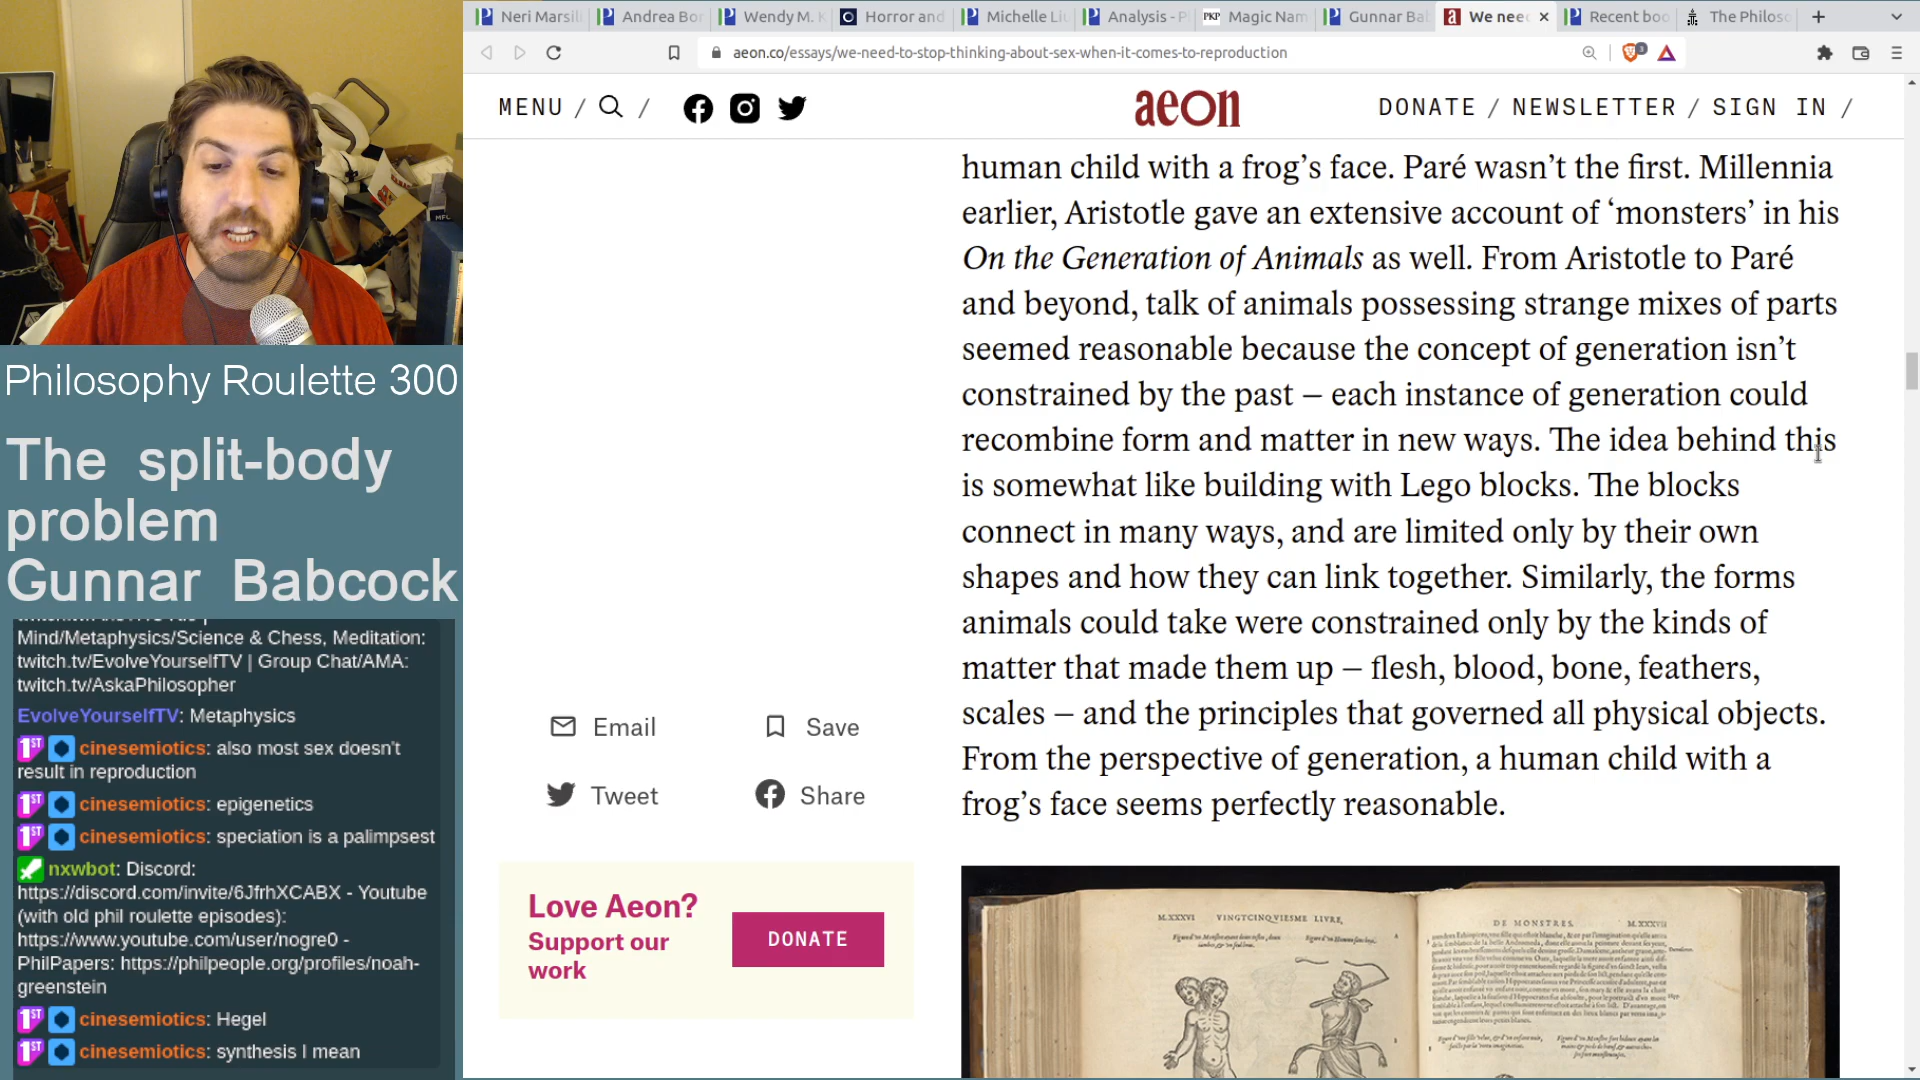 Neri Marsili
Andrea Bor
Wendy M. K
Horror and
Michelle Liu
Analysis - P
PKP Magic Nam
Gunnar Bab
We need
Recent boo
The Philoso
aeon.co/essays/we-need-to-stop-thinking-about-sex-when-it-comes-to-reproduction
MENU / / aeon DONATE / NEWSLETTER / SIGN IN /
human child with a frog’s face. Paré wasn’t the first. Millennia
earlier, Aristotle gave an extensive account of ‘monsters’ in his
On the Generation of Animals as well. From Aristotle to Paré
and beyond, talk of animals possessing strange mixes of parts
seemed reasonable because the concept of generation isn’t
constrained by the past – each instance of generation could
recombine form and matter in new ways. The idea behind this
is somewhat like building with Lego blocks. The blocks
connect in many ways, and are limited only by their own
shapes and how they can link together. Similarly, the forms
animals could take were constrained only by the kinds of
matter that made them up – flesh, blood, bone, feathers,
scales – and the principles that governed all physical objects.
From the perspective of generation, a human child with a
frog’s face seems perfectly reasonable.
Email Save
Tweet Share
Love Aeon?
Support our
work
DONATE
M.XXXVI VINGTCINQVIESME LIVRE,
DE MONSTRES. M.XXXVII
Philosophy Roulette 300
The split-body
problem
Gunnar Babcock
Mind/Metaphysics/Science & Chess, Meditation:
twitch.tv/EvolveYourselfTV | Group Chat/AMA:
twitch.tv/AskaPhilosopher
EvolveYourselfTV: Metaphysics
1ST cinesemiotics: also most sex doesn't
result in reproduction
1ST cinesemiotics: epigenetics
1ST cinesemiotics: speciation is a palimpsest
nxwbot: Discord:
https://discord.com/invite/6JfrhXCABX - Youtube
(with old phil roulette episodes):
https://www.youtube.com/user/nogre0 -
PhilPapers: https://philpeople.org/profiles/noah-
greenstein
1ST cinesemiotics: Hegel
1ST cinesemiotics: synthesis I mean